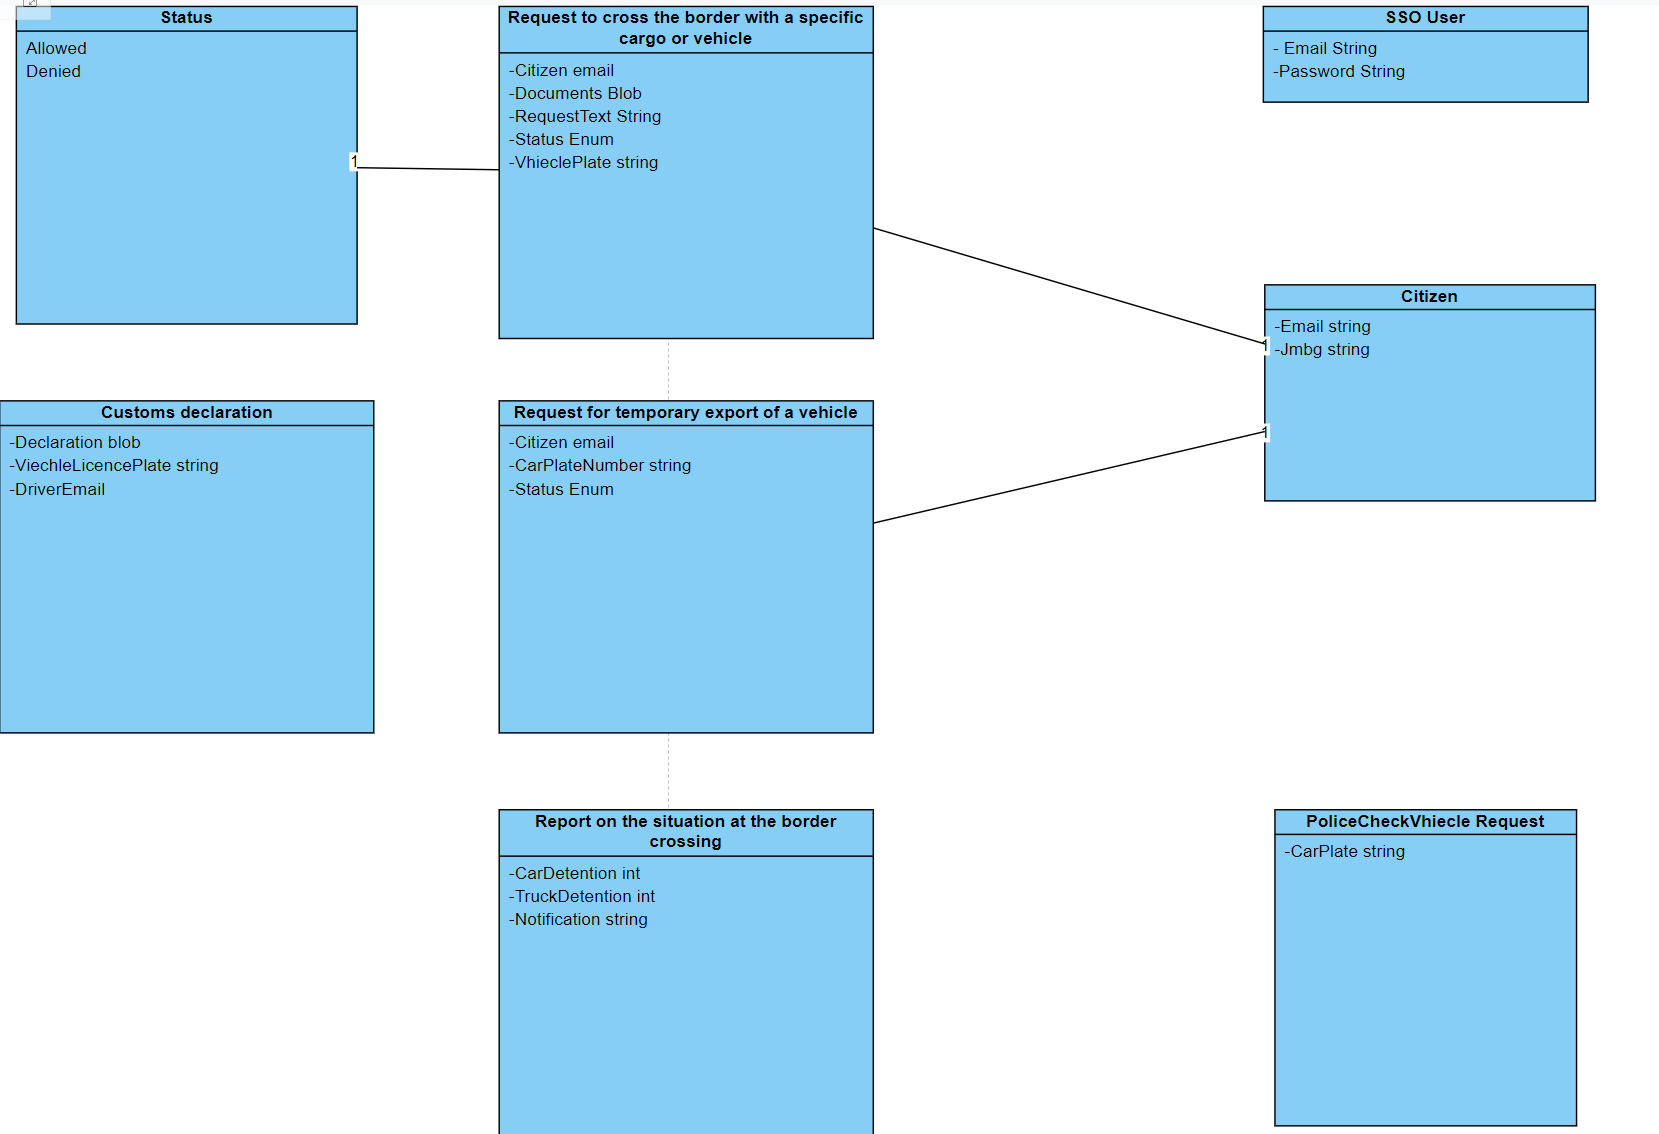 Status
Allowed
Denied
1
Request to cross the border with a specific
cargo or vehicle
-Citizen email
-Documents Blob
-RequestText String
-Status Enum
-VhieclePlate string
SSO User
- Email String
-Password String
Citizen
-Email string
-Jmbg string
1
1
Customs declaration
-Declaration blob
-ViechleLicencePlate string
-DriverEmail
Request for temporary export of a vehicle
-Citizen email
-CarPlateNumber string
-Status Enum
Report on the situation at the border
crossing
-CarDetention int
-TruckDetention int
-Notification string
PoliceCheckVhiecle Request
-CarPlate string